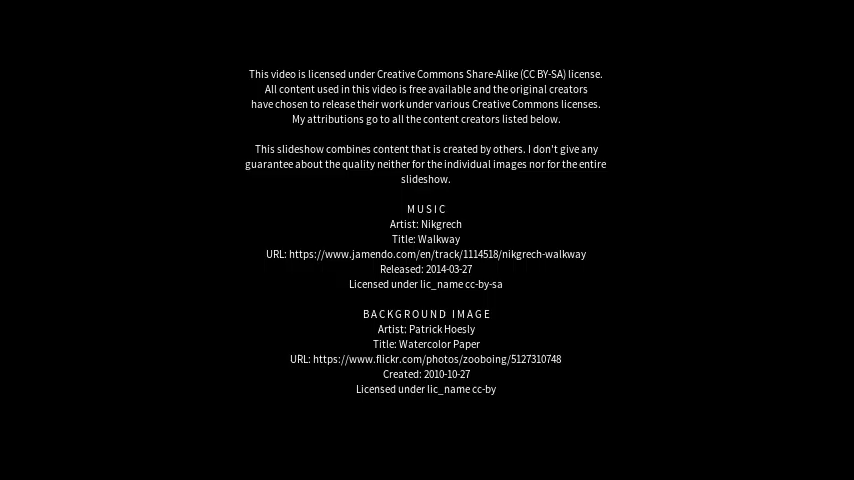 This video is licensed under Creative Commons Share-Alike (CC BY-SA) license.
All content used in this video is free available and the original creators
have chosen to release their work under various Creative Commons licenses.
My attributions go to all the content creators listed below.
This slideshow combines content that is created by others. I don't give any
guarantee about the quality neither for the individual images nor for the entire
slideshow.
MUSIC
Artist: Nikgrech
Title: Walkway
URL: https://www.jamendo.com/en/track/1114518/nikgrech-walkway
Released: 2014-03-27
Licensed under lic_name cc-by-sa
BACKGROUND IMAGE
Artist: Patrick Hoesly
Title: Watercolor Paper
URL: https://www.flickr.com/photos/zooboing/5127310748
Created: 2010-10-27
Licensed under lic_name cc-by